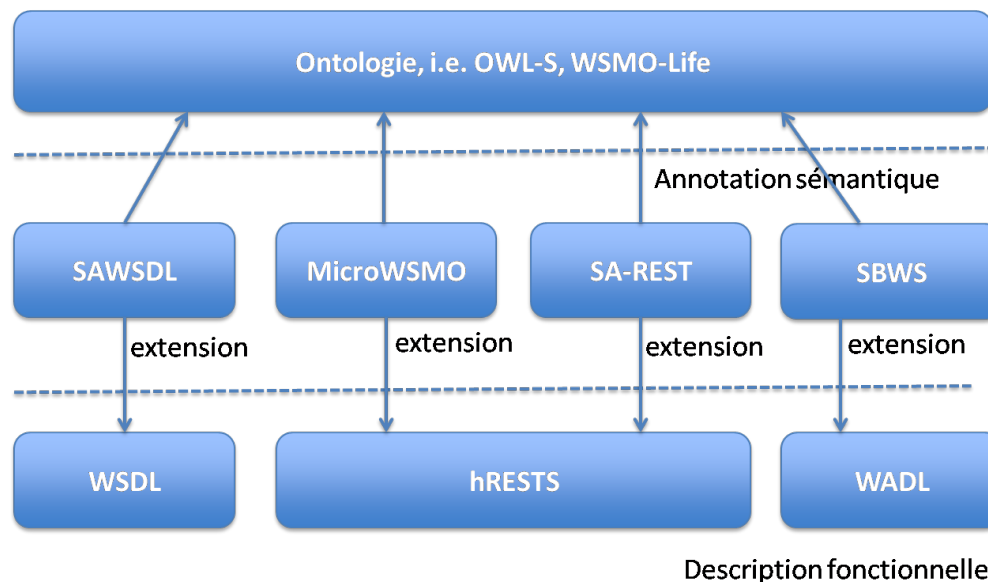 Ontologie, i.e. OWL-S, WSMO-Life
Annotation sémantique
SAWSDL
MicroWSMO
SA-REST
SBWS
extension
extension
extension
extension
WSDL
hRESTS
WADL
Description fonctionnelle